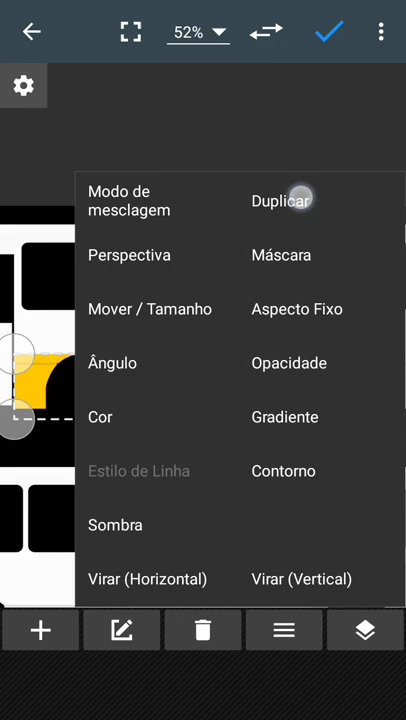 52%
Modo de
mesclagem
Duplicar
Perspectiva
Máscara
Mover / Tamanho
Aspecto Fixo
Ângulo
Opacidade
Cor
Gradiente
Estilo de Linha
Contorno
Sombra
Virar (Horizontal)
Virar (Vertical)